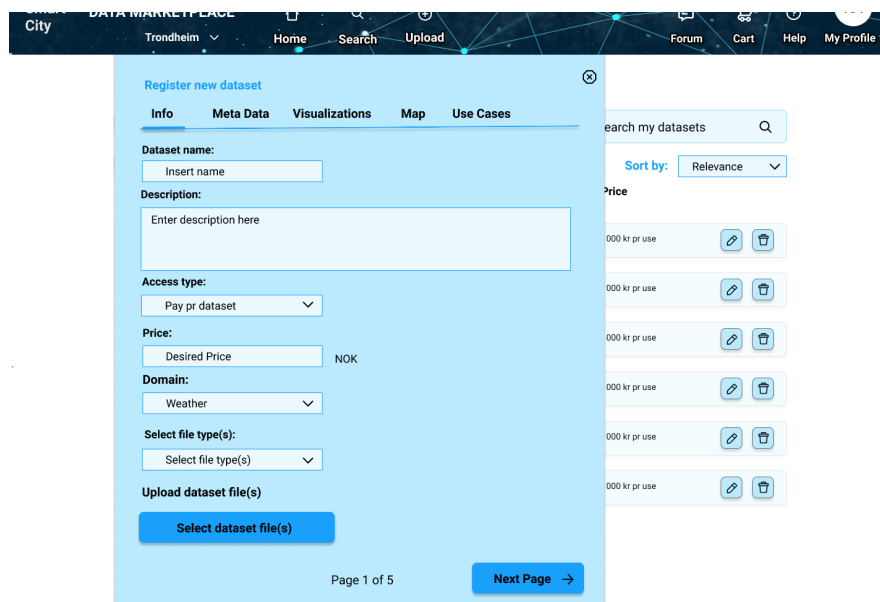 City
DATA MARKETPLACE
Trondheim
Home
Search
Upload
Forum
Cart
Help
My Profile
Register new dataset
Info
Meta Data
Visualizations
Map
Use Cases
Dataset name:
Insert name
Description:
Enter description here
Access type:
Pay pr dataset
Price:
Desired Price
NOK
Domain:
Weather
Select file type(s):
Select file type(s)
Upload dataset file(s)
Select dataset file(s)
Page 1 of 5
Next Page
earch my datasets
Sort by:
Relevance
Price
000 kr pr use
000 kr pr use
000 kr pr use
000 kr pr use
000 kr pr use
000 kr pr use